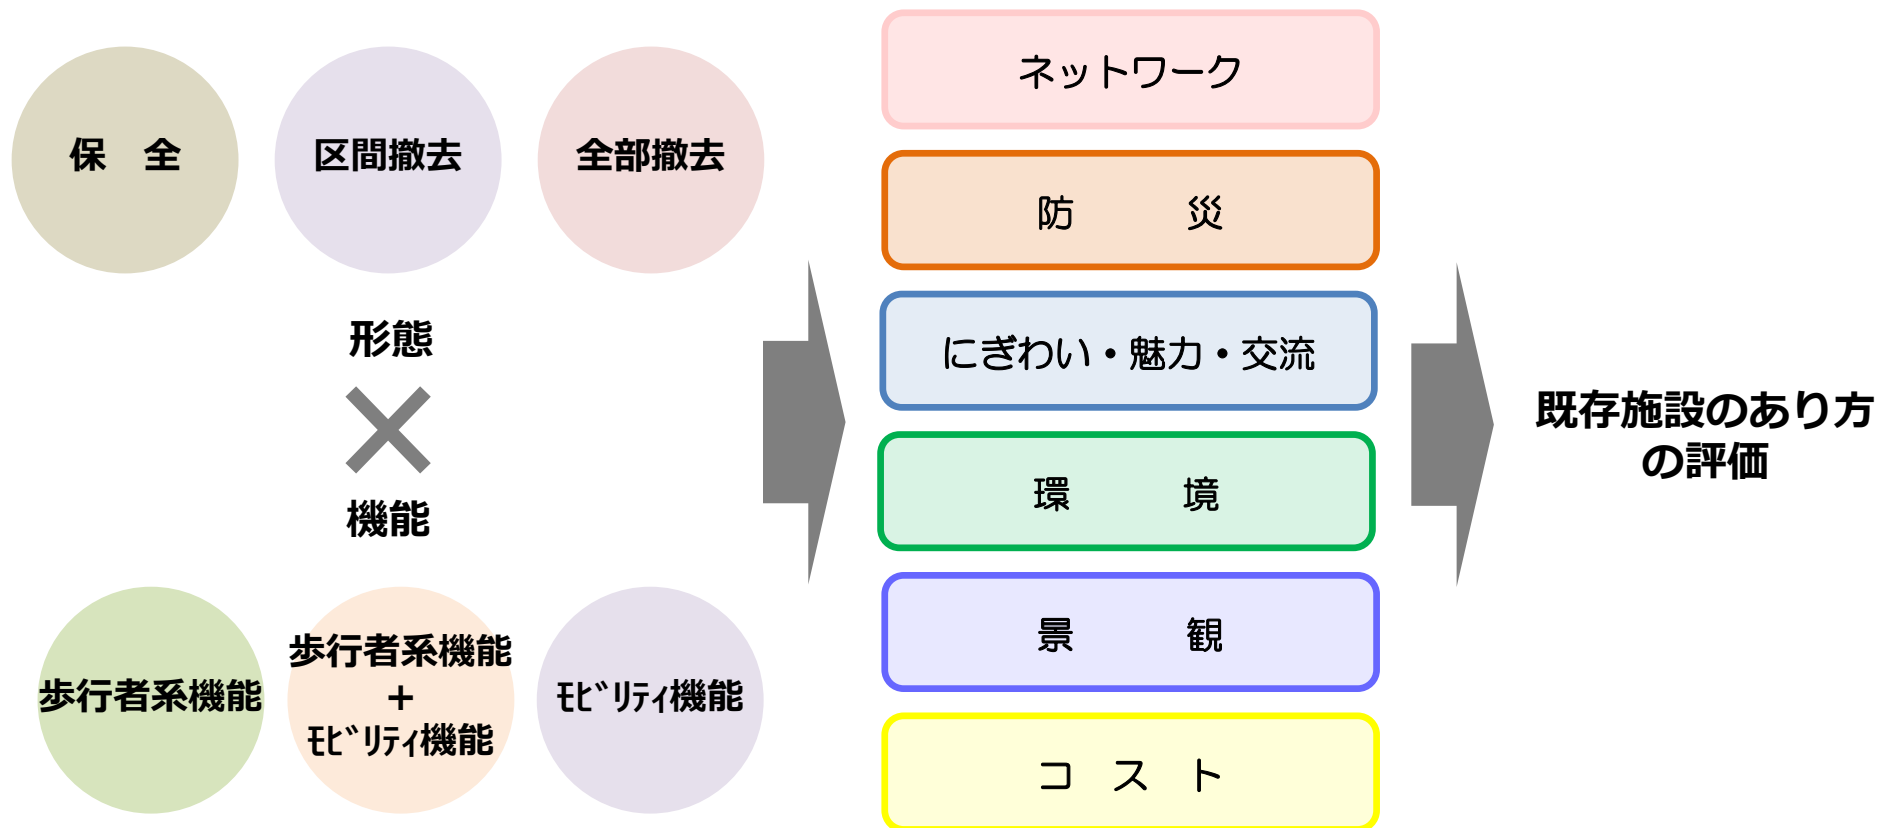 保　全
区間撤去
全部撤去
形態
×
機能
歩行者系機能
歩行者系機能
+
ﾓﾋﾞﾘﾃｨ機能
ﾓﾋﾞﾘﾃｨ機能
ネットワーク
防　　　災
にぎわい・魅力・交流
環　　　境
景　　　観
コ　ス　ト
既存施設のあり方
の評価